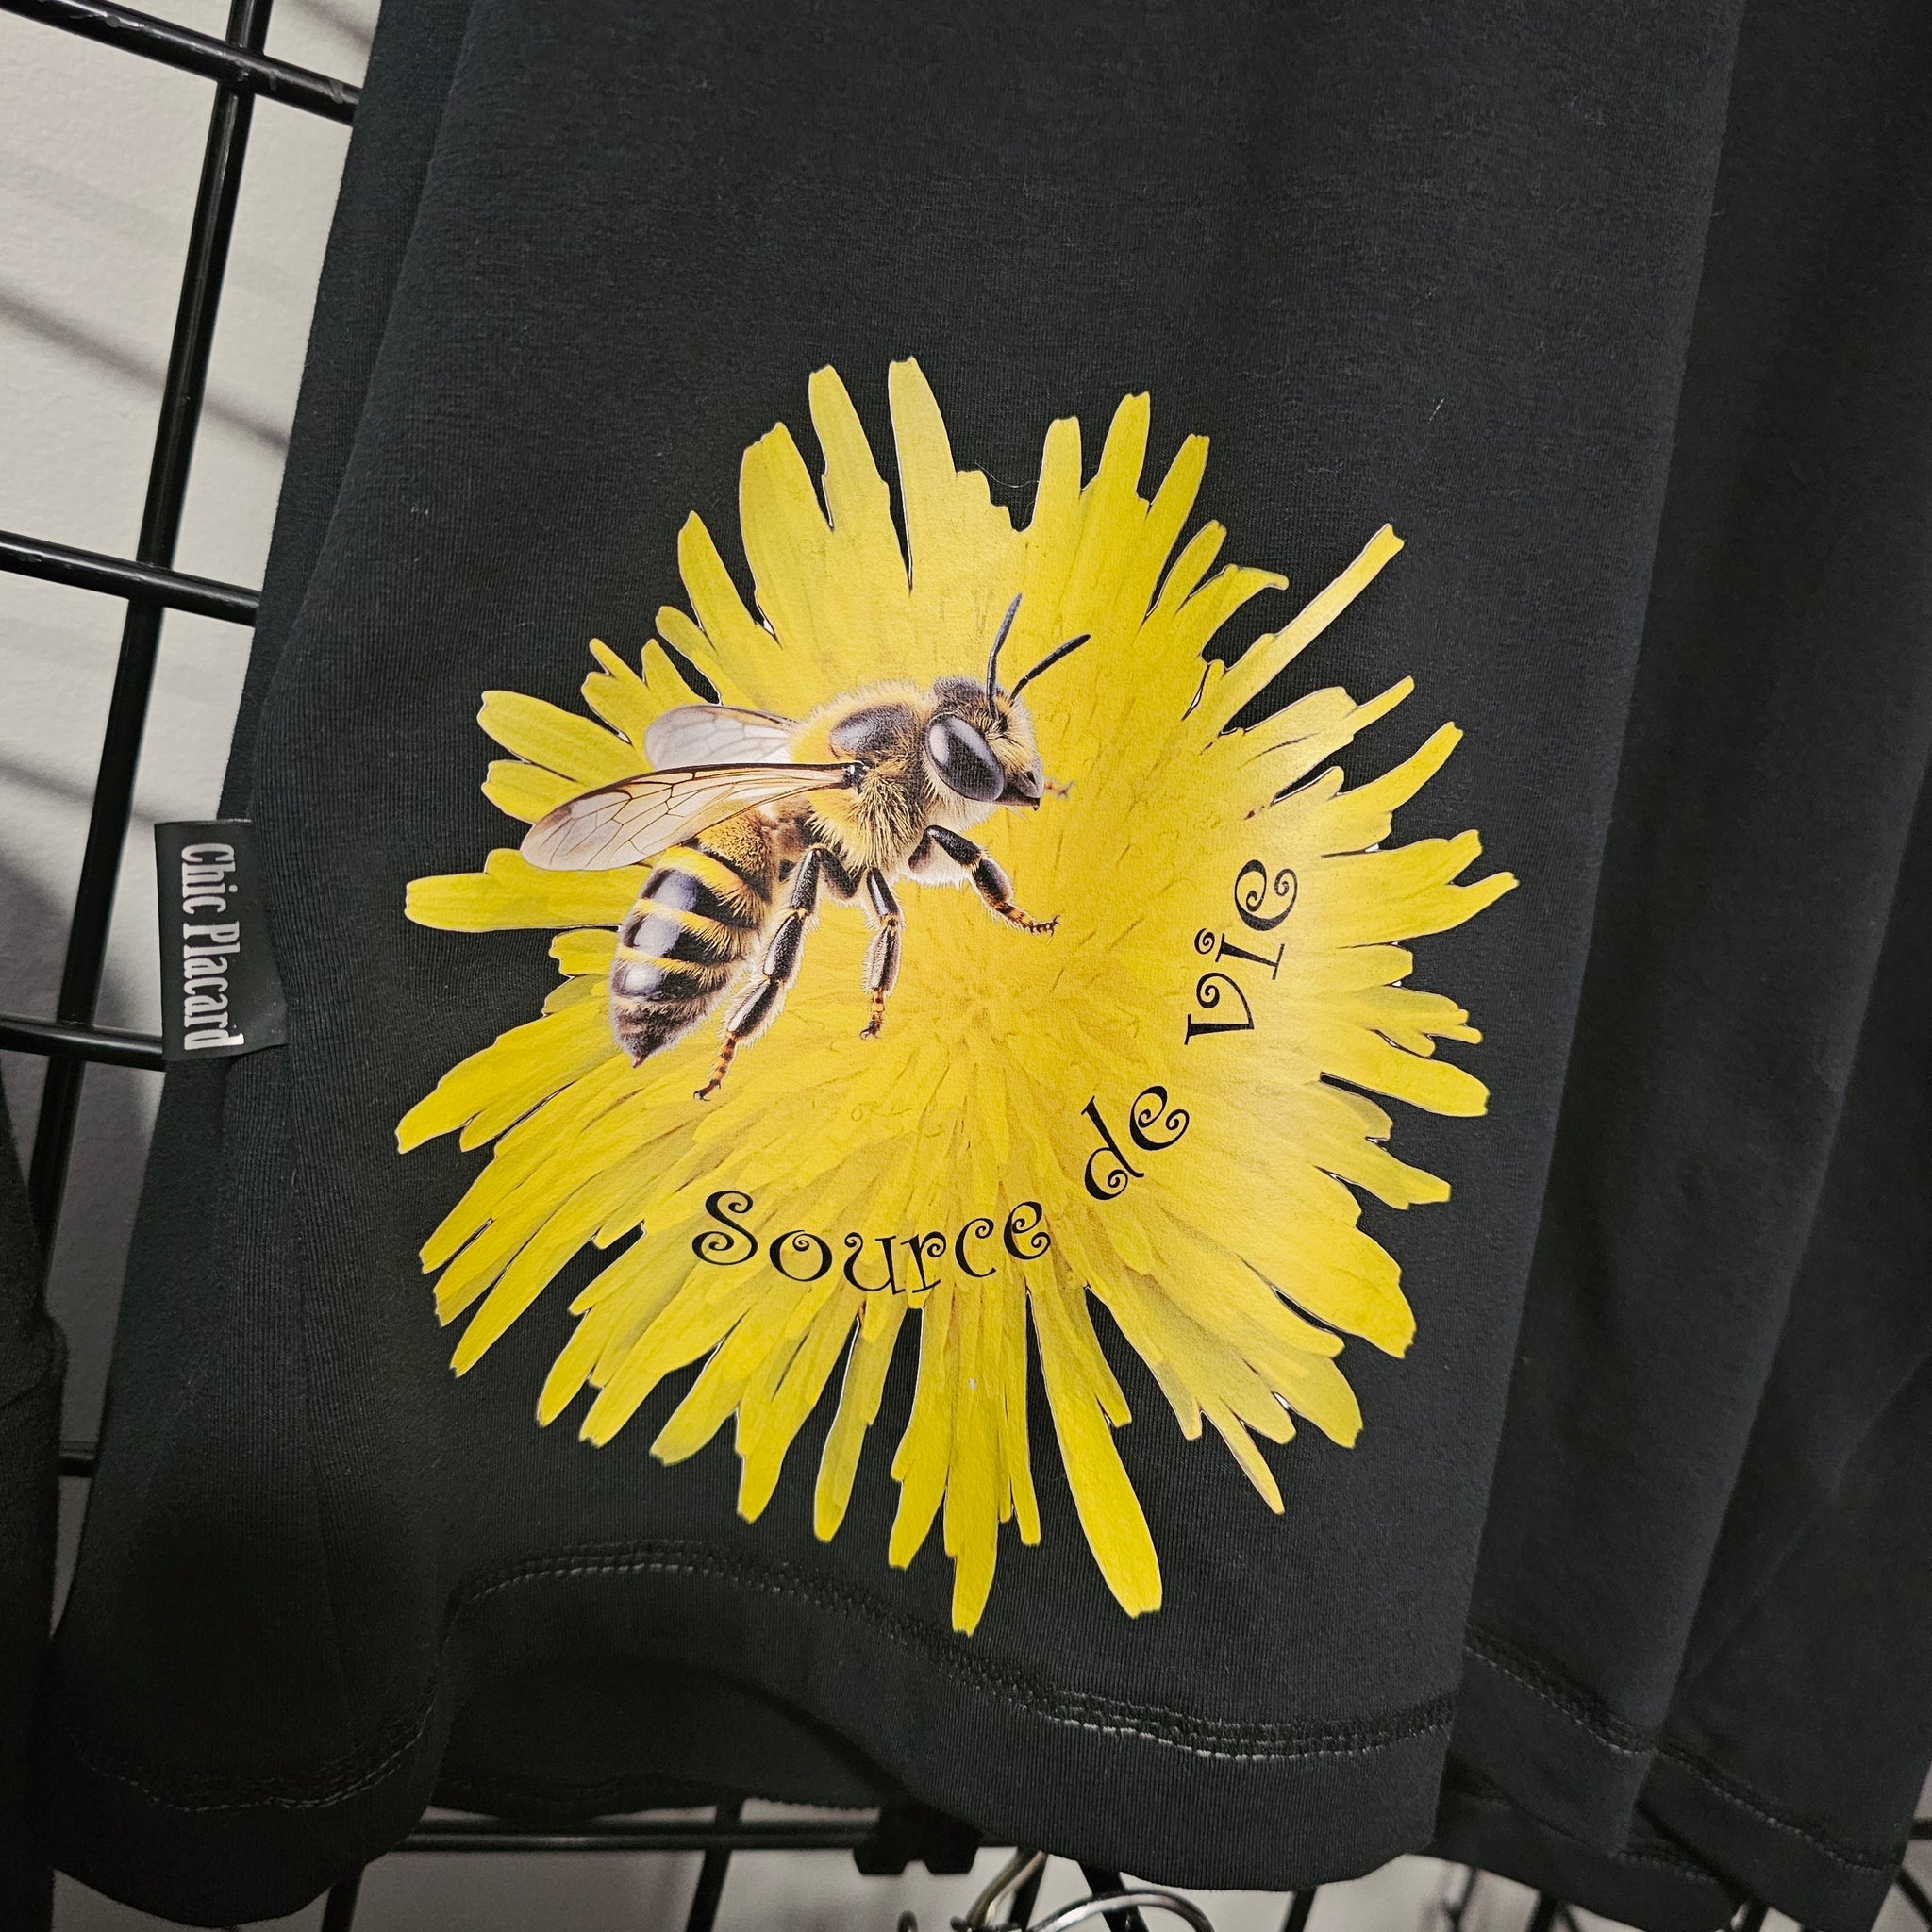 Chic Placard
Source de vie